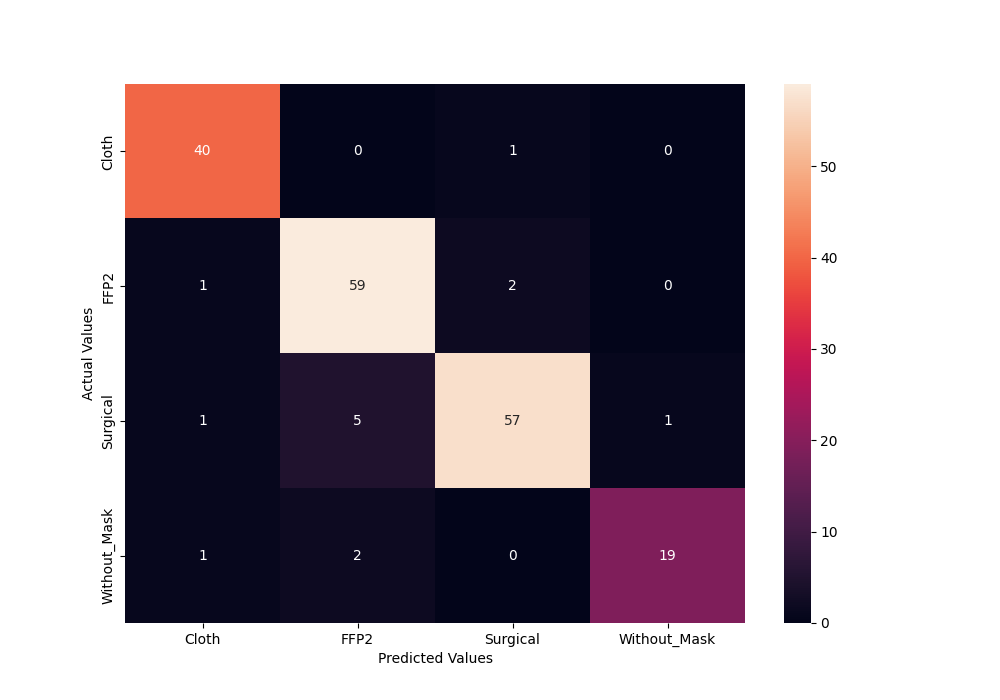 Actual Values
Cloth
40 0 1 0
FFP2
1 59 2 0
Surgical
1 5 57 1
Without_Mask
1 2 0 19
Cloth FFP2 Surgical Without_Mask
Predicted Values
50
40
30
20
10
0